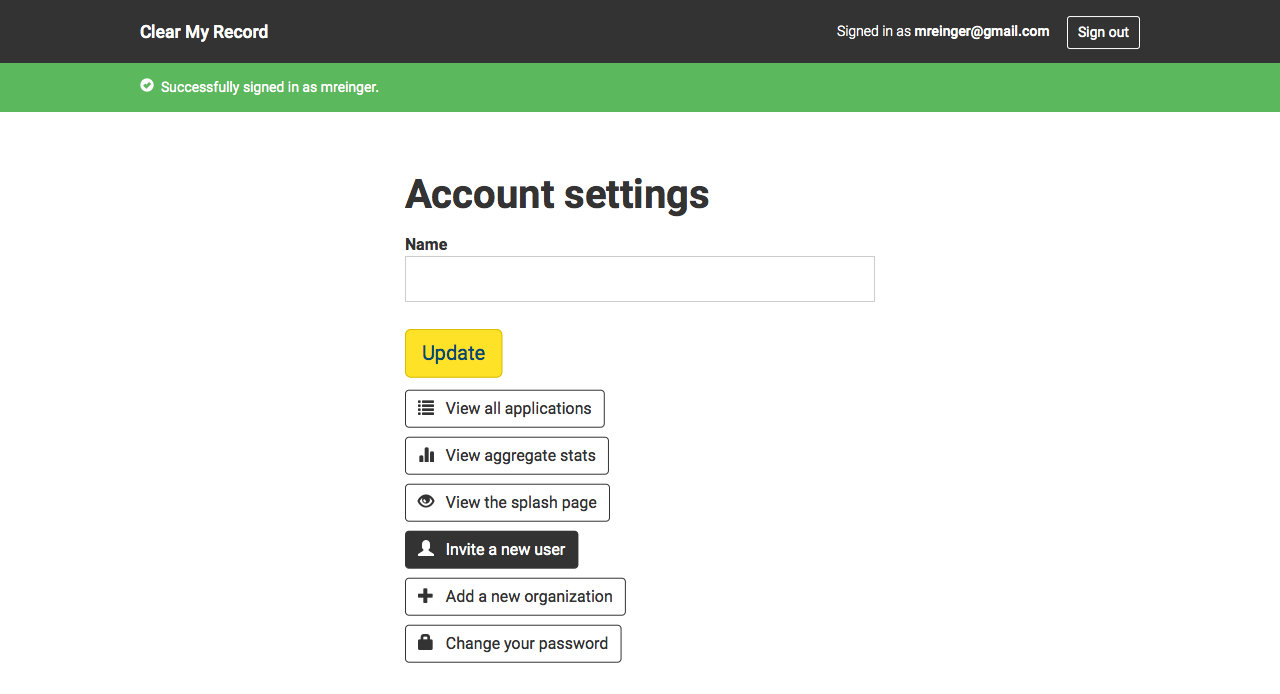 Clear My Record
Signed in as mreinger@gmail.com
Sign out
Successfully signed in as mreinger.
Account settings
Name
Update
View all applications
View aggregate stats
View the splash page
Invite a new user
Add a new organization
Change your password